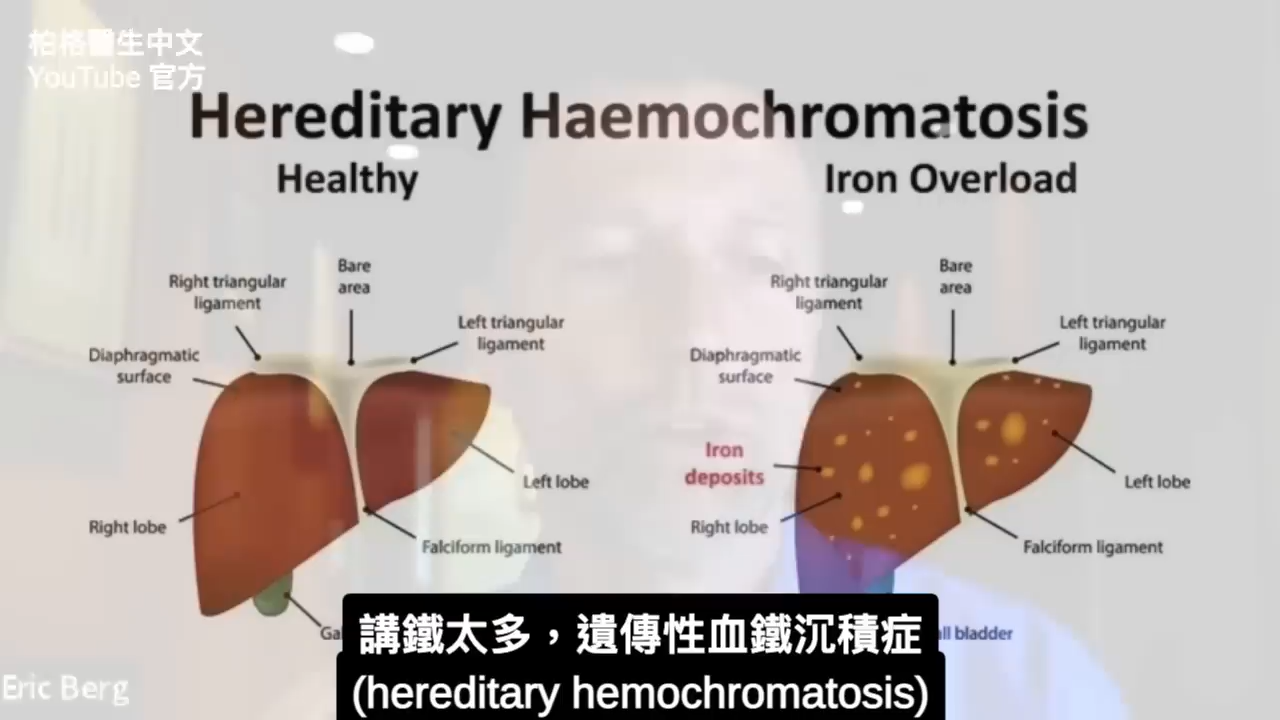 柏格醫生中文
YouTube 官方
Hereditary Haemochromatosis
Healthy
Right triangular
ligament
Bare
area
Left triangular
ligament
Diaphragmatic
surface
Left lobe
Right lobe
Falciform ligament
Iron Overload
Right triangular
ligament
Bare
area
Left triangular
ligament
Diaphragmatic
surface
Iron
deposits
Left lobe
Right lobe
Falciform ligament
bladder
講鐵太多，遺傳性血鐵沉積症
(hereditary hemochromatosis)
Eric Berg